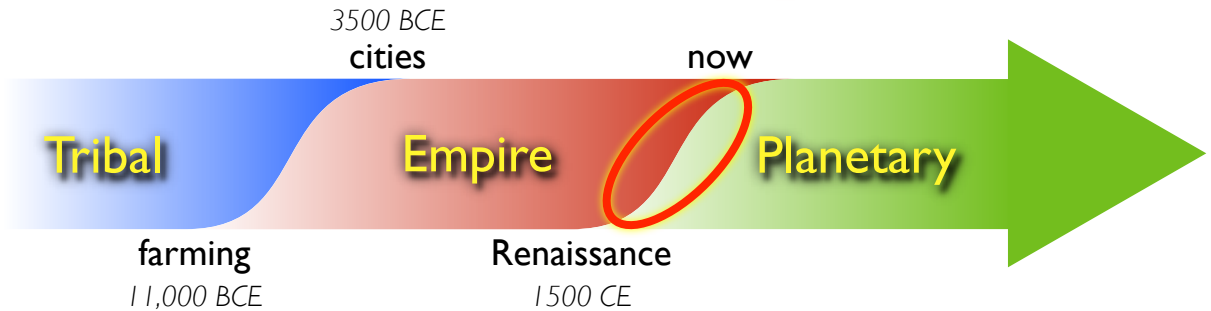 3500 BCE
cities
now
Tribal
Empire
Planetary
farming
Renaissance
11,000 BCE
1500 CE